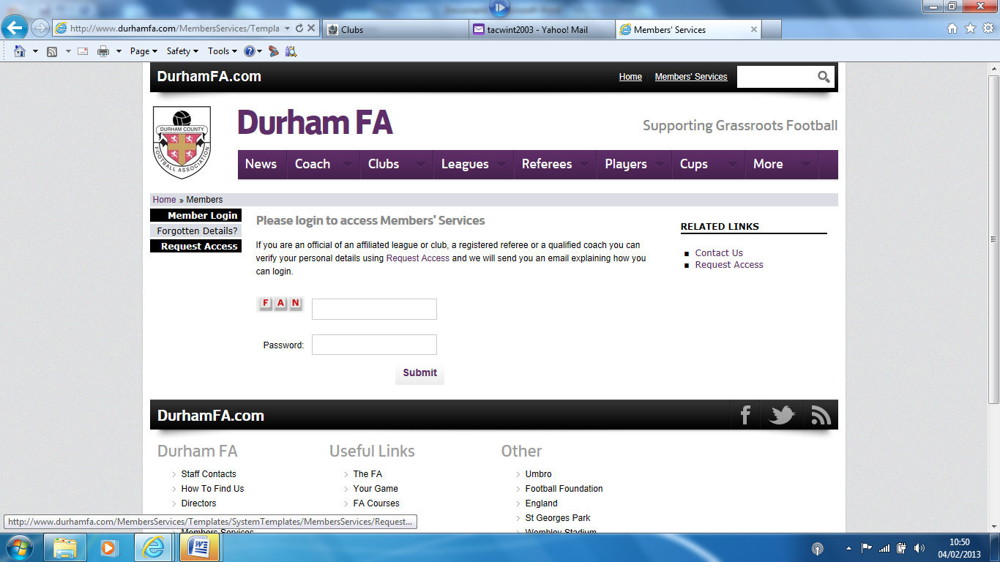 http://www.durhamfa.com/MembersServices/Templa
Clubs
tacwint2003 - Yahoo! Mail
Members' Services
Page
Safety
Tools
DurhamFA.com
Home
Members' Services
DURHAM COUNTY
FOOTBALL ASSOCIATION
Durham FA
Supporting Grassroots Football
News
Coach
Clubs
Leagues
Referees
Players
Cups
More
Home » Members
Member Login
Forgotten Details?
Request Access
Please login to access Members' Services
If you are an official of an affiliated league or club, a registered referee or a qualified coach you can
verify your personal details using Request Access and we will send you an email explaining how you
can login.
FAN
Password:
Submit
RELATED LINKS
Contact Us
Request Access
DurhamFA.com
Durham FA
Staff Contacts
How To Find Us
Directors
Members Services
Useful Links
The FA
Your Game
FA Courses
Other
Umbro
Football Foundation
England
St Georges Park
Wembley Stadium
http://www.durhamfa.com/MembersServices/Templates/SystemTemplates/MembersServices/Request...
10:50
04/02/2013